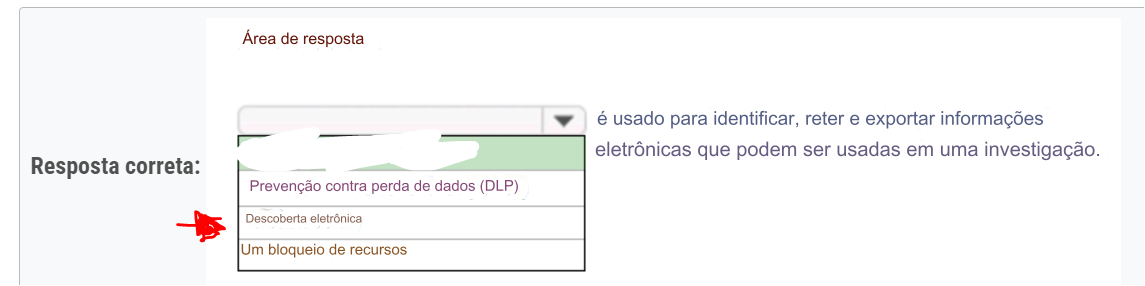 Área de resposta
é usado para identificar, reter e exportar informações
eletrônicas que podem ser usadas em uma investigação.
Resposta correta:
Prevenção contra perda de dados (DLP)
Descoberta eletrônica
Um bloqueio de recursos